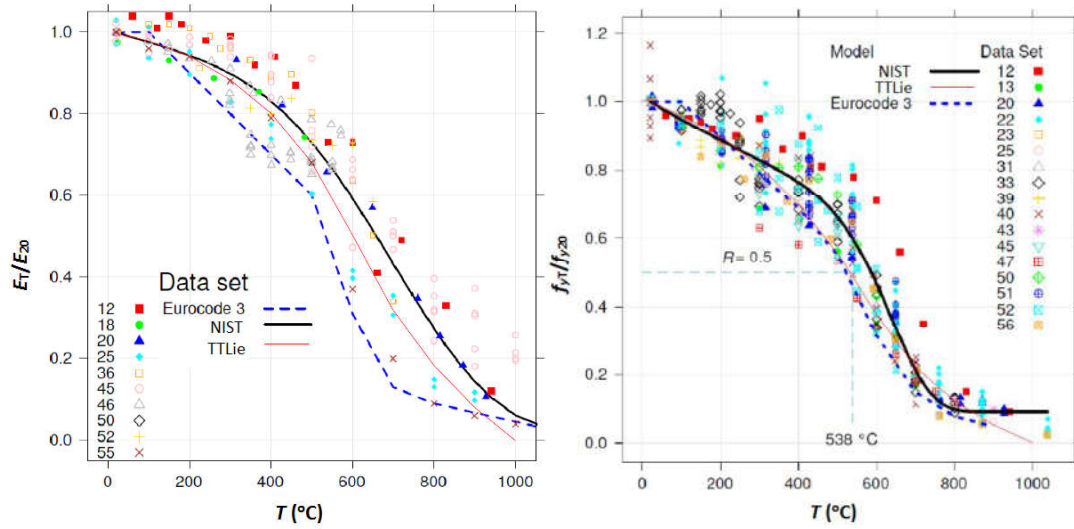 1.0
0.8
0.6
0.4
0.2
0.0
E_T/E_20
Data set
12
18
20
25
36
45
46
50
52
55
Eurocode 3
NIST
TTLie
0 200 400 600 800 1000
T (°C)
1.2
1.0
0.8
0.6
0.4
0.2
0.0
f_yT/f_y20
Model Data Set
NIST
TTLie
Eurocode 3
12
13
20
22
23
25
31
33
39
40
43
45
47
50
51
52
56
R= 0.5
538 °C
0 200 400 600 800 1000
T (°C)